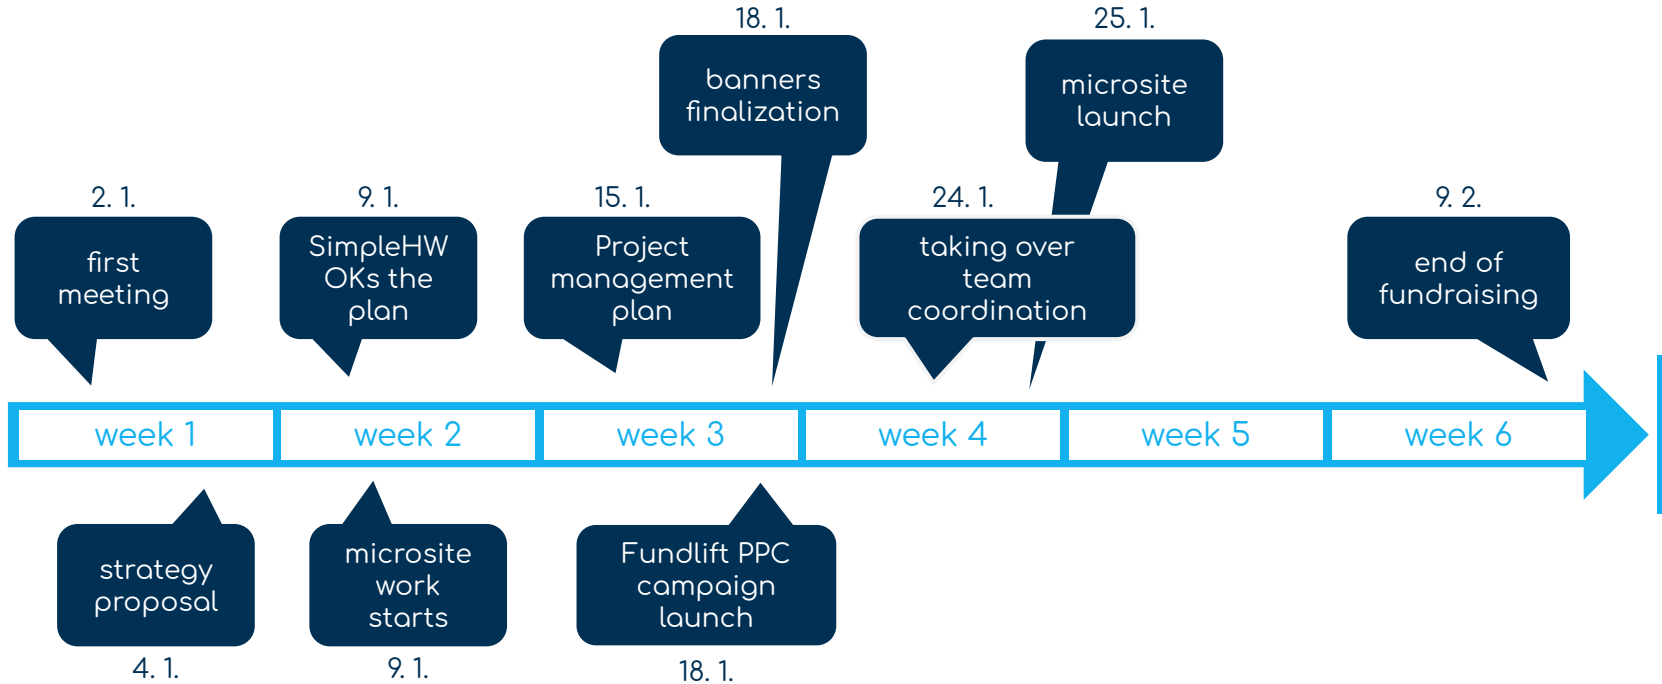 18. 1.
banners
finalization
25. 1.
microsite
launch
2. 1.
first
meeting
9. 1.
SimpleHW
OKs the
plan
15. 1.
Project
management
plan
24. 1.
taking over
team
coordination
9. 2.
end of
fundraising
week 1
week 2
week 3
week 4
week 5
week 6
strategy
proposal
4. 1.
microsite
work
starts
9. 1.
Fundlift PPC
campaign
launch
18. 1.